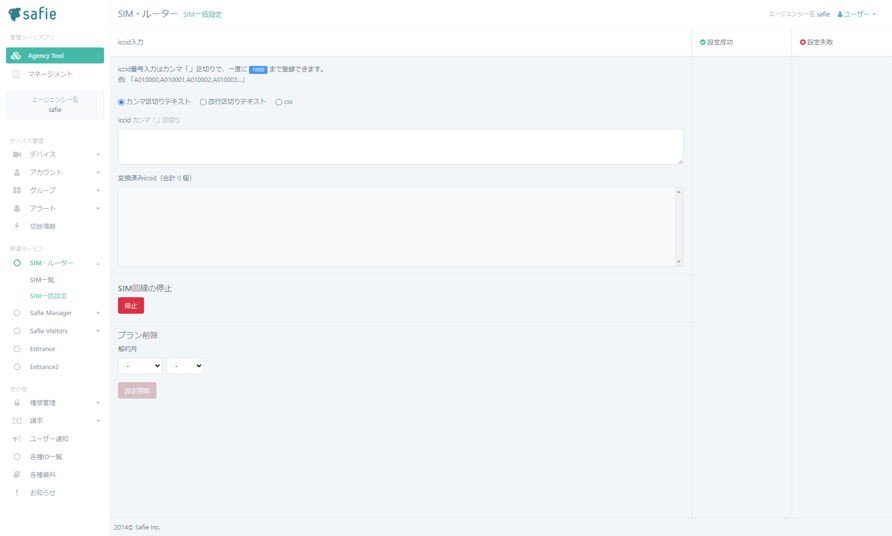 safie
管理ツールアプリ
Agency Tool
マネージメント
エージェンシー名
safie
デバイス管理
デバイス
アカウント
グループ
アラート
切断情報
関連サービス
SIM・ルーター
SIM一覧
SIM一括設定
Safie Manager
Safie Visitors
Entrance
Entrance2
その他
権限管理
請求
ユーザー通知
各種ID一覧
各種資料
お知らせ
SIM・ルーター SIM一括設定
エージェンシー名 safie
ユーザー
iccid入力
設定成功
設定失敗
iccid番号入力はカンマ「,」区切りで、一度に 100台 まで登録できます。
例: 「A010000,A010001,A010002,A010003...」
カンマ区切りテキスト 改行区切りテキスト csv
iccid カンマ「,」区切り
変換済みiccid（合計 0 個）
SIM回線の停止
停止
プラン削除
解約月
- -
設定開始
2014© Safie Inc.